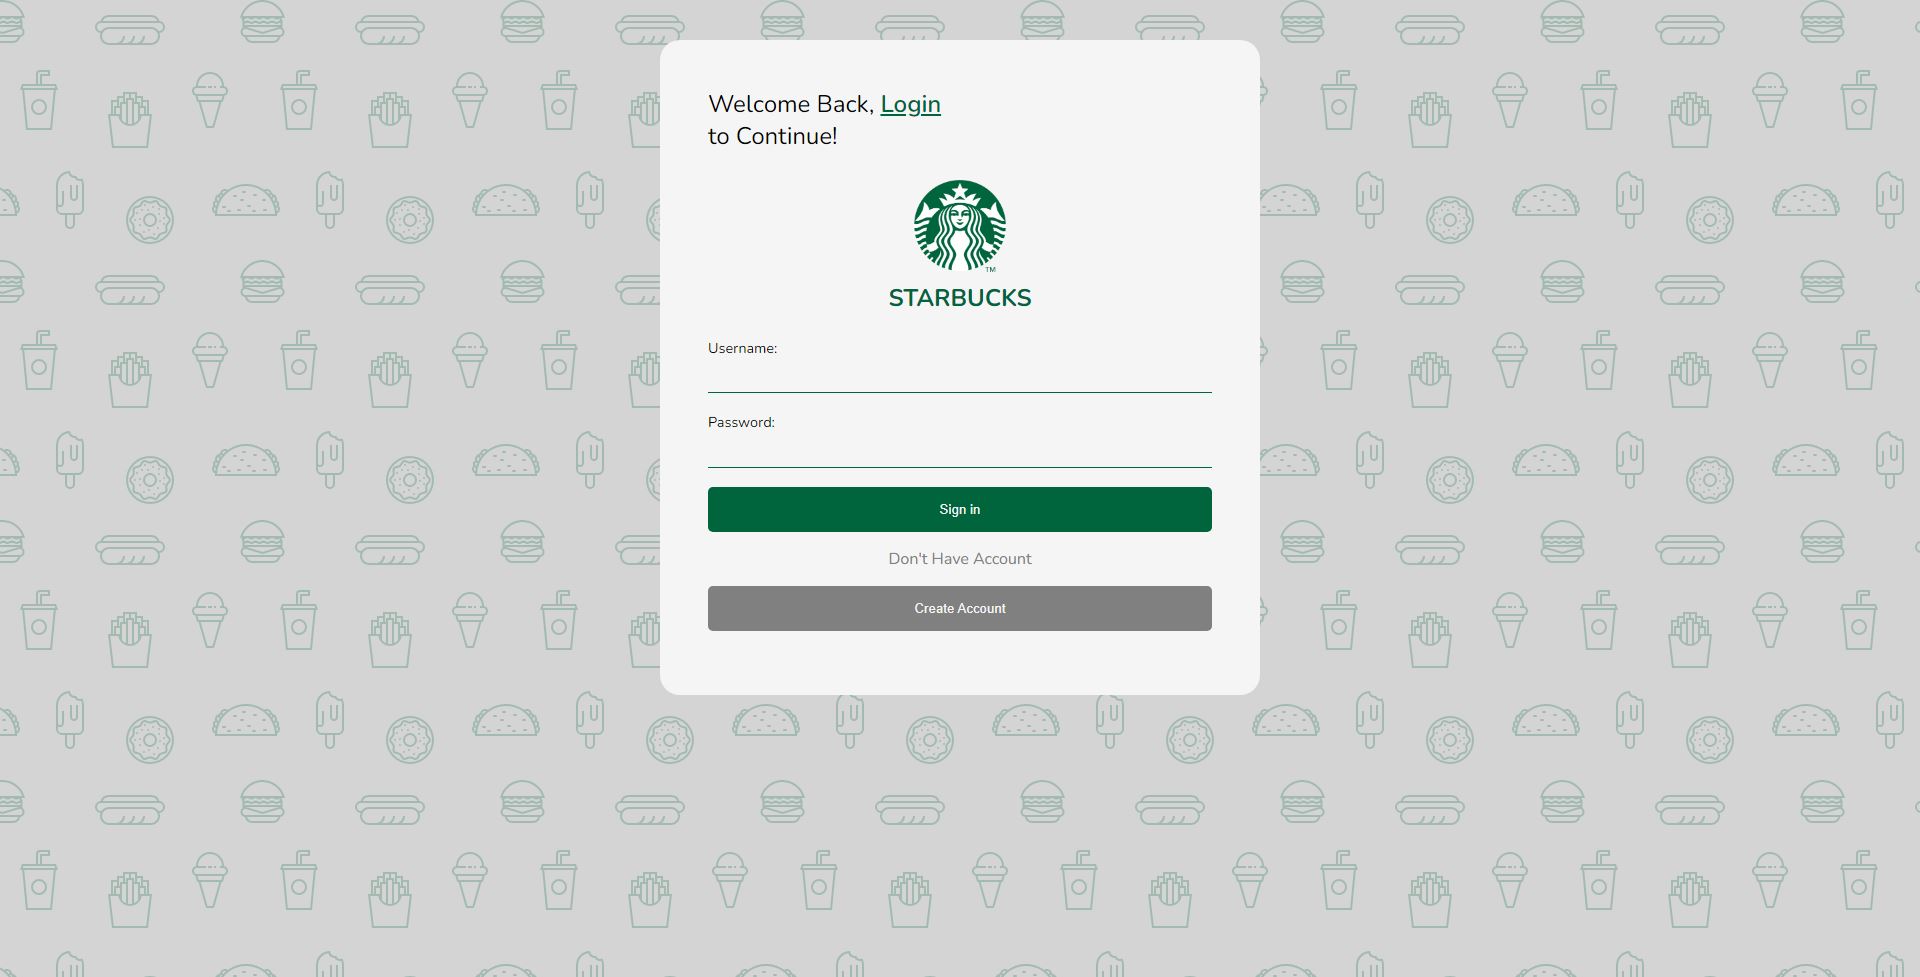 Welcome Back, Login
to Continue!
TM
STARBUCKS
Username:
Password:
Sign in
Don't Have Account
Create Account